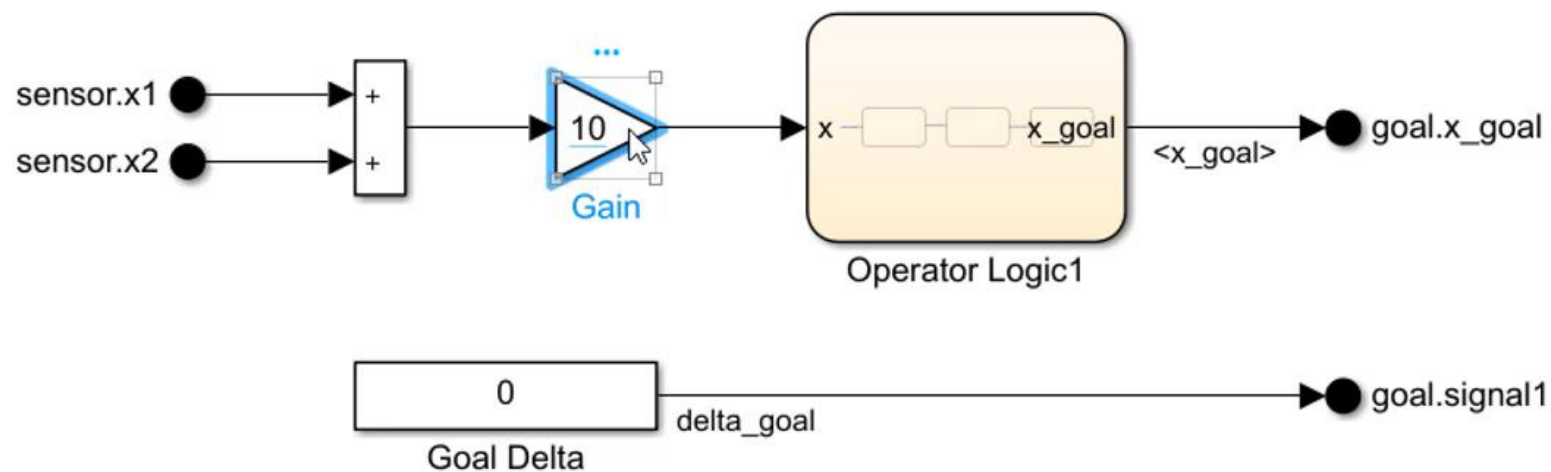 ...
sensor.x1
+
10
x
x_goal
goal.x_goal
<x_goal>
sensor.x2
+
Gain
Operator Logic1
0
goal.signal1
delta_goal
Goal Delta